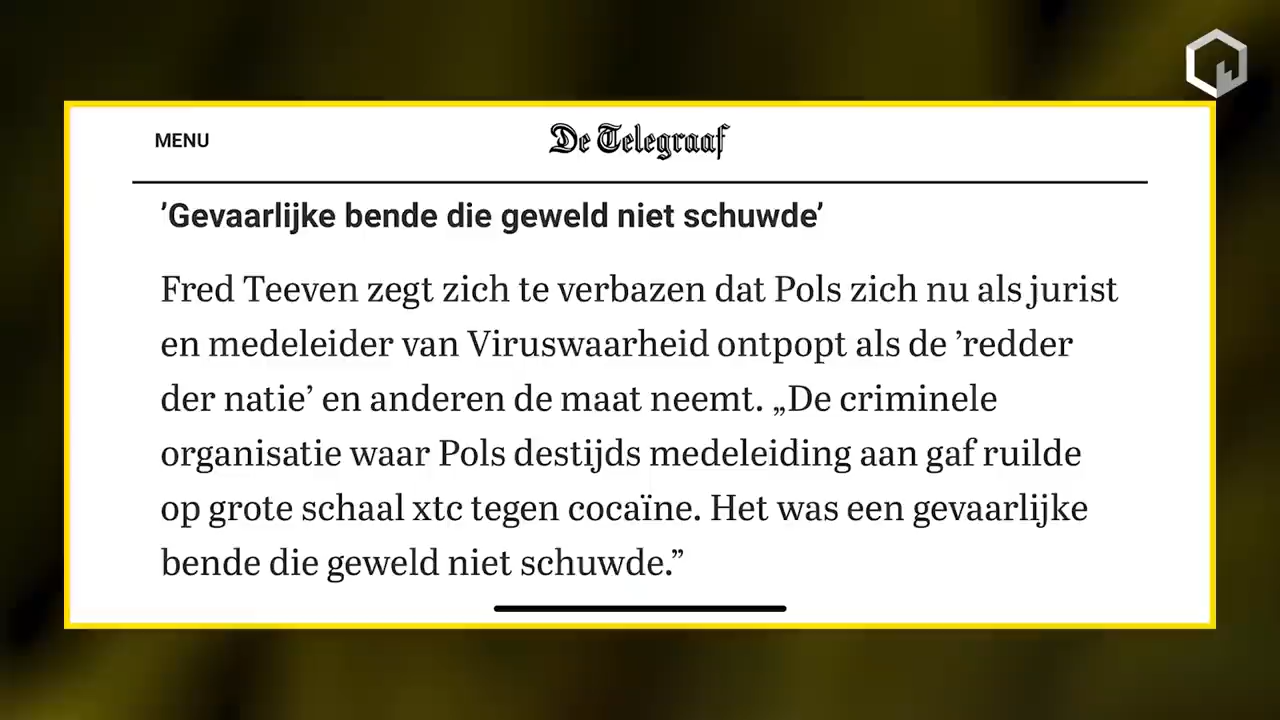 MENU
De Telegraaf
’Gevaarlijke bende die geweld niet schuwde’
Fred Teeven zegt zich te verbazen dat Pols zich nu als jurist
en medeleider van Viruswaarheid ontpopt als de ’redder
der natie’ en anderen de maat neemt. „De criminele
organisatie waar Pols destijds medeleiding aan gaf ruilde
op grote schaal xtc tegen cocaïne. Het was een gevaarlijke
bende die geweld niet schuwde.”